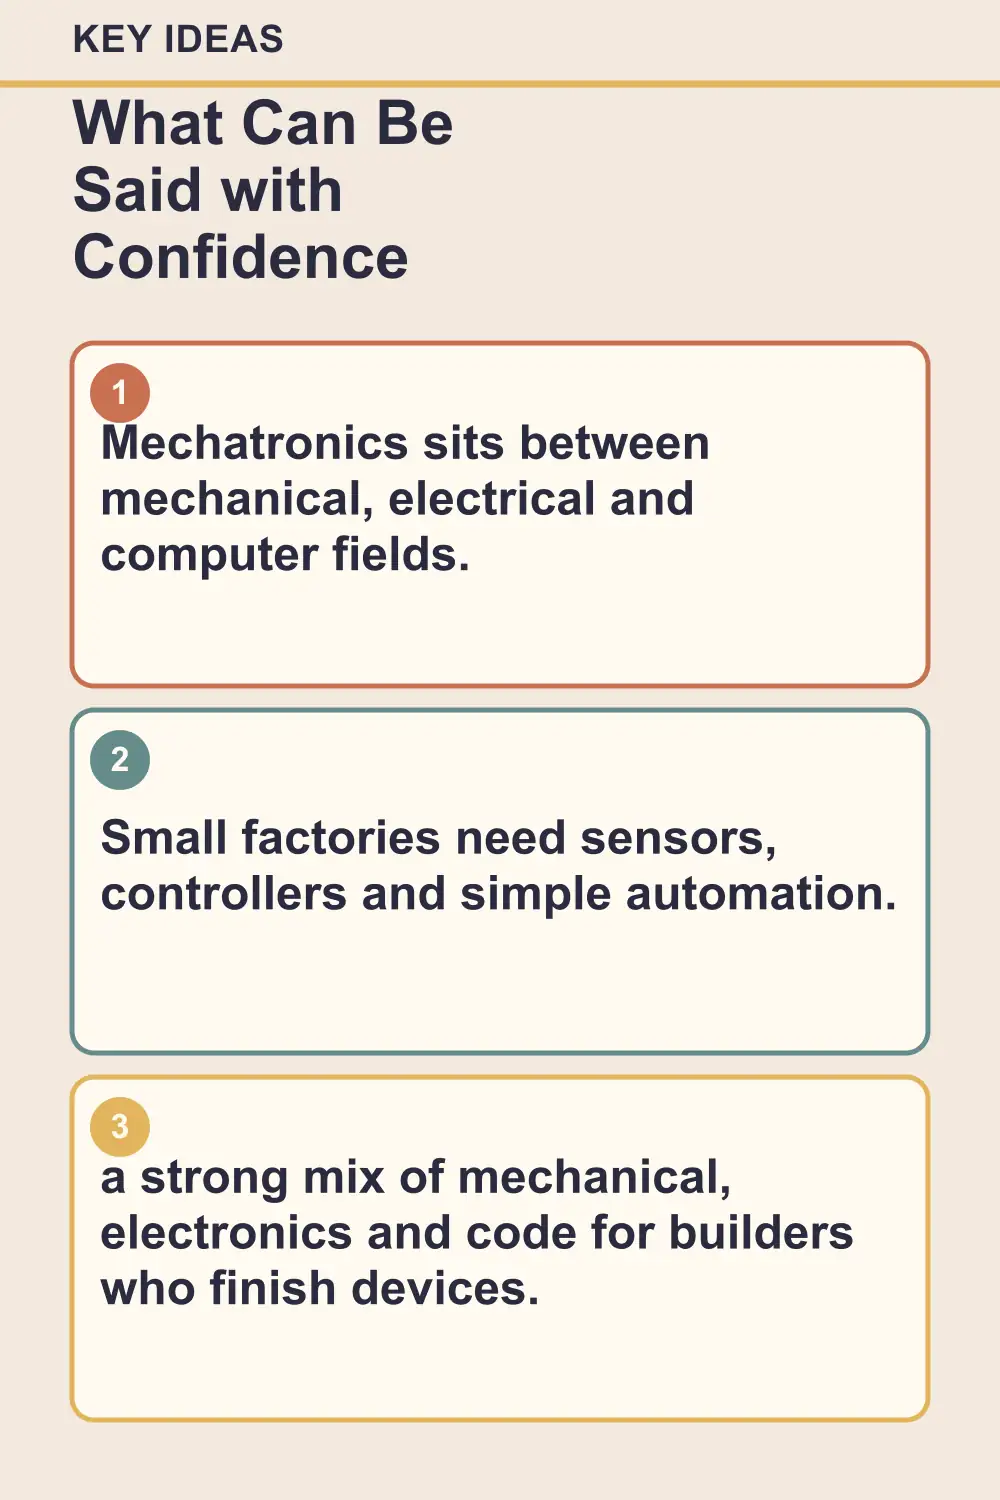 KEY IDEAS
What Can Be
Said with
Confidence
1
Mechatronics sits between
mechanical, electrical and
computer fields.
2
Small factories need sensors,
controllers and simple automation.
3
a strong mix of mechanical,
electronics and code for builders
who finish devices.